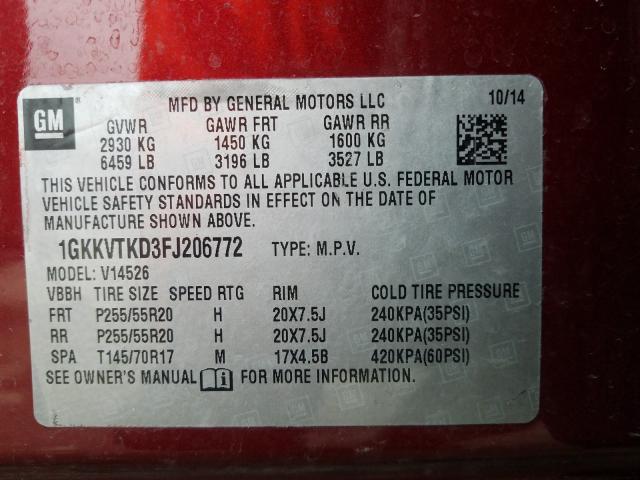 GM ®
MFD BY GENERAL MOTORS LLC 10/14
GVWR GAWR FRT GAWR RR
2930 KG 1450 KG 1600 KG
6459 LB 3196 LB 3527 LB
THIS VEHICLE CONFORMS TO ALL APPLICABLE U.S. FEDERAL MOTOR
VEHICLE SAFETY STANDARDS IN EFFECT ON THE DATE OF
MANUFACTURE SHOWN ABOVE.
1GKKVTKD3FJ206772 TYPE: M.P.V.
MODEL: V14526
VBBH TIRE SIZE SPEED RTG RIM COLD TIRE PRESSURE
FRT P255/55R20 H 20X7.5J 240KPA(35PSI)
RR P255/55R20 H 20X7.5J 240KPA(35PSI)
SPA T145/70R17 M 17X4.5B 420KPA(60PSI)
SEE OWNER'S MANUAL i FOR MORE INFORMATION.